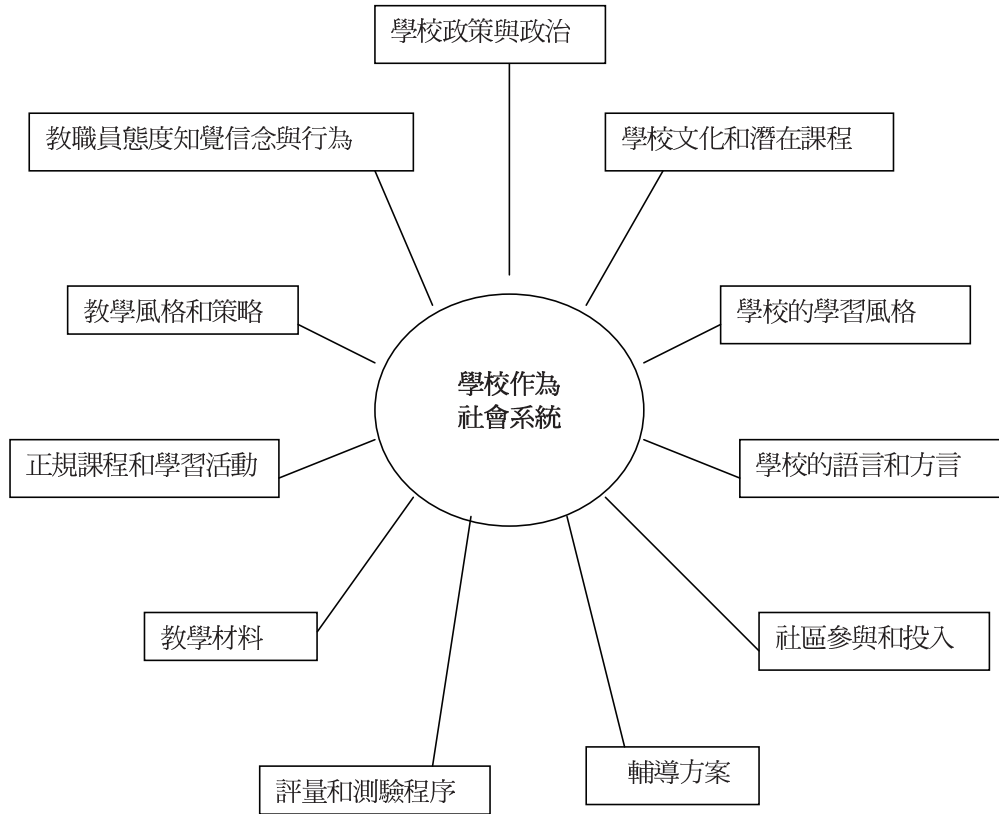 學校政策與政治
教職員態度知覺信念與行為
學校文化和潛在課程
教學風格和策略
學校的學習風格
學校作為
社會系統
正規課程和學習活動
學校的語言和方言
教學材料
社區參與和投入
評量和測驗程序
輔導方案